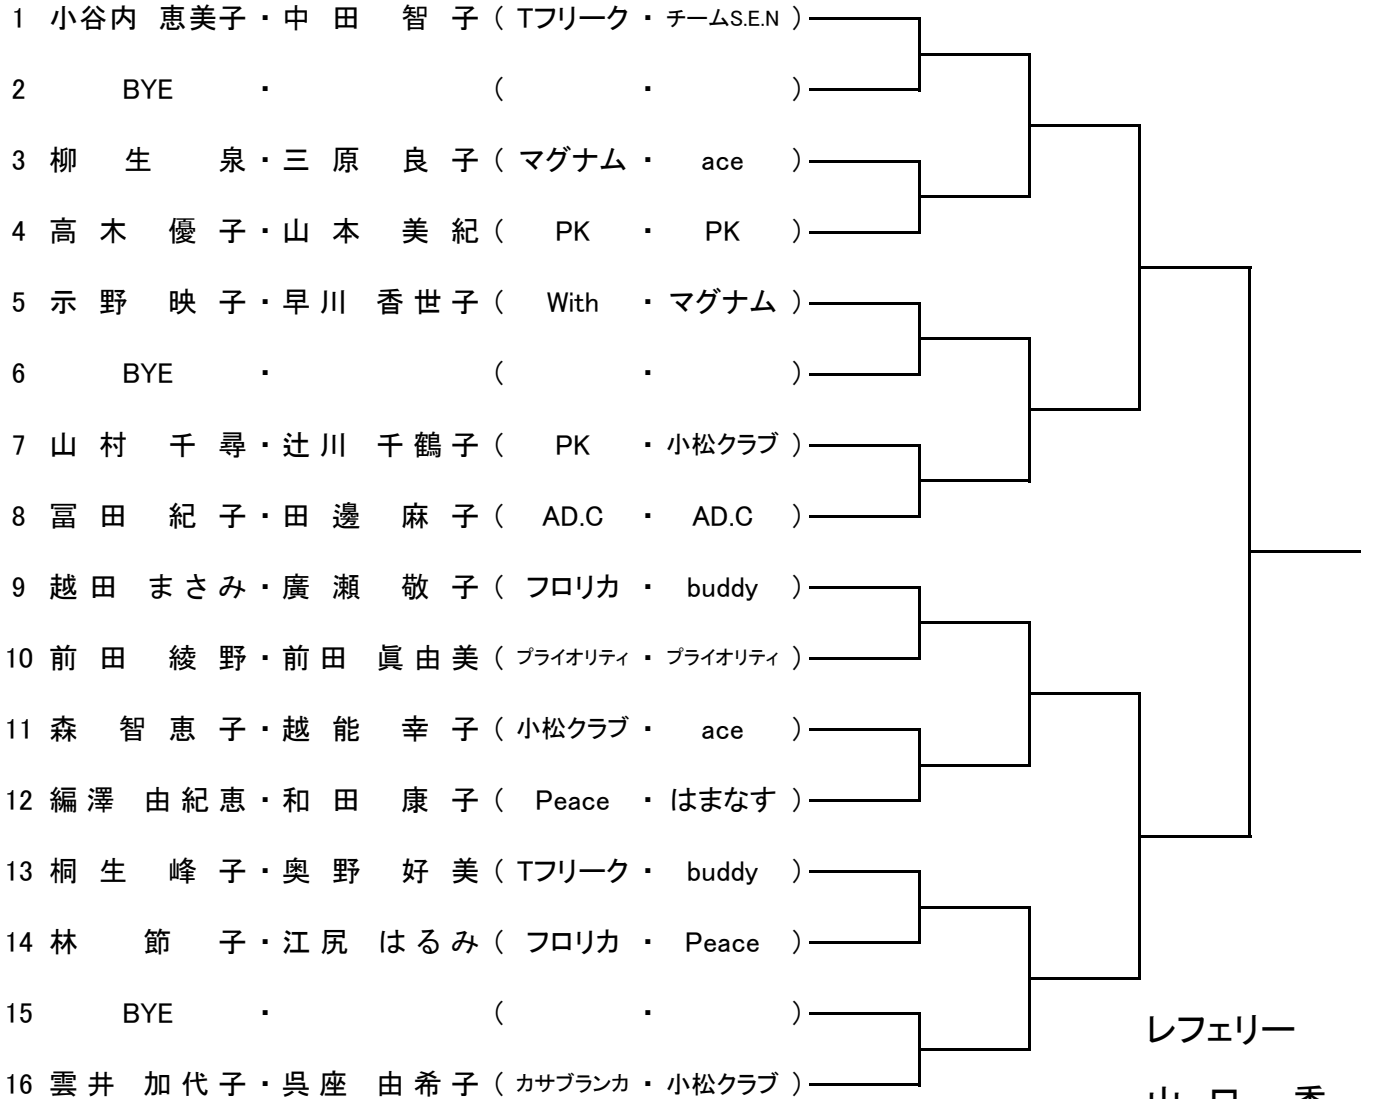 1 小谷内 恵美子・中田 智子 ( Tフリーク ・ チームS.E.N )
2 BYE ・ ( ・ )
3 柳生 泉・三原 良子 ( マグナム ・ ace )
4 高木 優子・山本 美紀 ( PK ・ PK )
5 示野 映子・早川 香世子 ( With ・ マグナム )
6 BYE ・ ( ・ )
7 山村 千尋・辻川 千鶴子 ( PK ・ 小松クラブ )
8 冨田 紀子・田邊 麻子 ( AD.C ・ AD.C )
9 越田 まさみ・廣瀬 敬子 ( フロリカ ・ buddy )
10 前田 綾野・前田 眞由美 ( プライオリティ ・ プライオリティ )
11 森 智恵子・越能 幸子 ( 小松クラブ ・ ace )
12 編澤 由紀恵・和田 康子 ( Peace ・ はまなす )
13 桐生 峰子・奥野 好美 ( Tフリーク ・ buddy )
14 林 節子・江尻 はるみ ( フロリカ ・ Peace )
15 BYE ・ ( ・ )
レフェリー
16 雲井 加代子・呉座 由希子 ( カサブランカ ・ 小松クラブ )